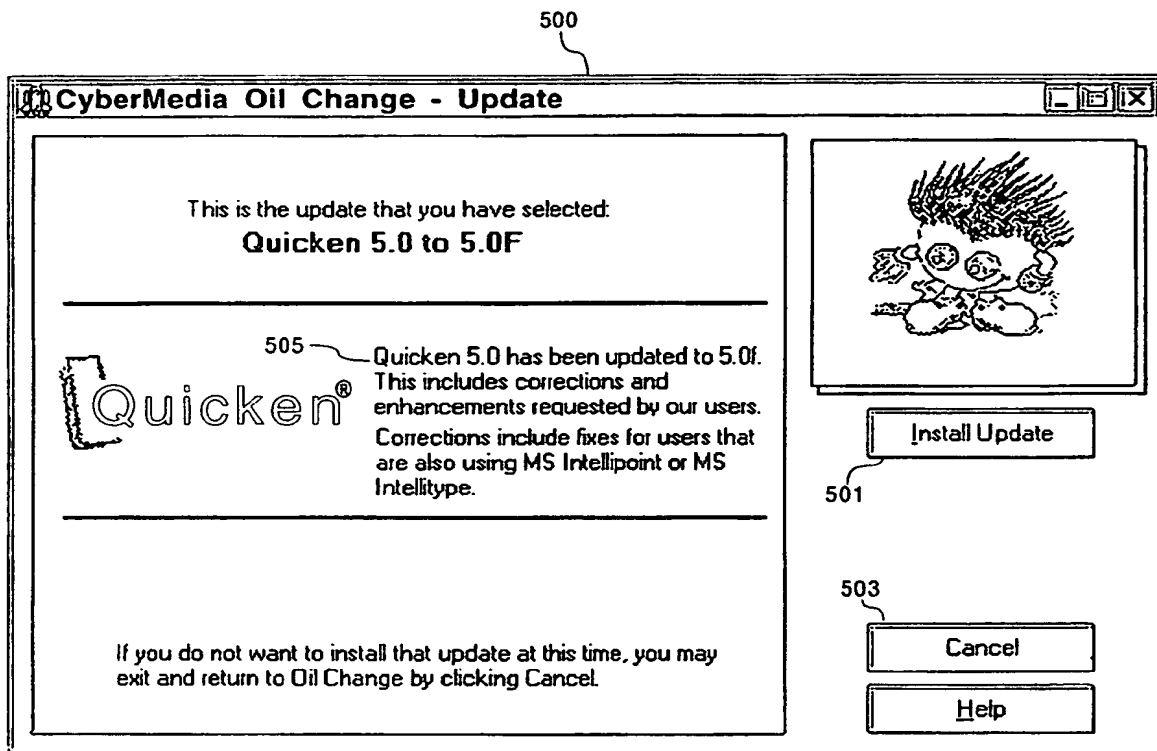 500
CyberMedia Oil Change - Update
This is the update that you have selected:
Quicken 5.0 to 5.0F
505
Quicken®
Quicken 5.0 has been updated to 5.0f.
This includes corrections and
enhancements requested by our users.
Corrections include fixes for users that
are also using MS Intellipoint or MS
Intellitype.
If you do not want to install that update at this time, you may
exit and return to Oil Change by clicking Cancel.
Install Update
501
503
Cancel
Help